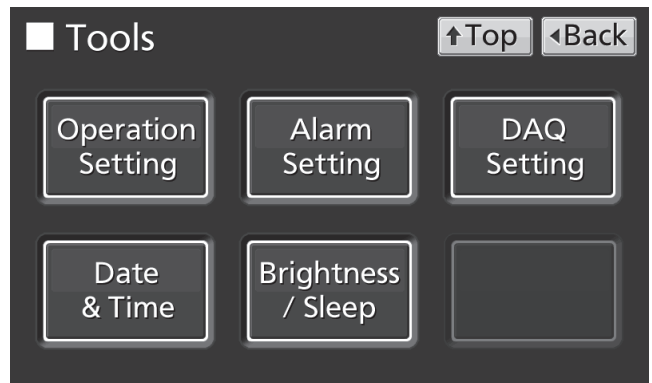 Tools
↑Top
◂Back
Operation
Setting
Alarm
Setting
DAQ
Setting
Date
& Time
Brightness
/ Sleep